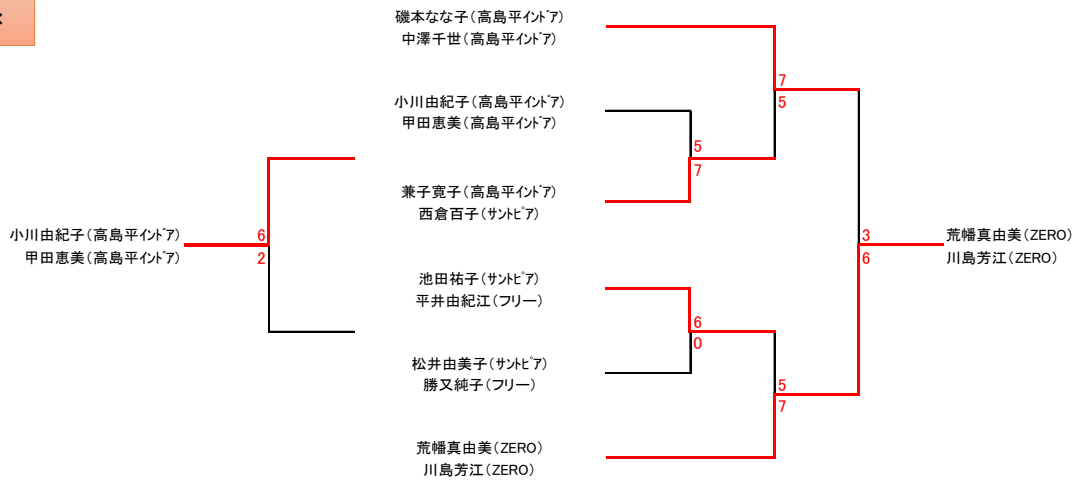 磯本なな子(高島平インドア)
中澤千世(高島平インドア)
7
5
小川由紀子(高島平インドア)
甲田恵美(高島平インドア)
5
7
兼子寛子(高島平インドア)
西倉百子(サントピア)
小川由紀子(高島平インドア)
甲田恵美(高島平インドア)
6
2
3
6
荒幡真由美(ZERO)
川島芳江(ZERO)
池田祐子(サントピア)
平井由紀江(フリー)
6
0
松井由美子(サントピア)
勝又純子(フリー)
5
7
荒幡真由美(ZERO)
川島芳江(ZERO)